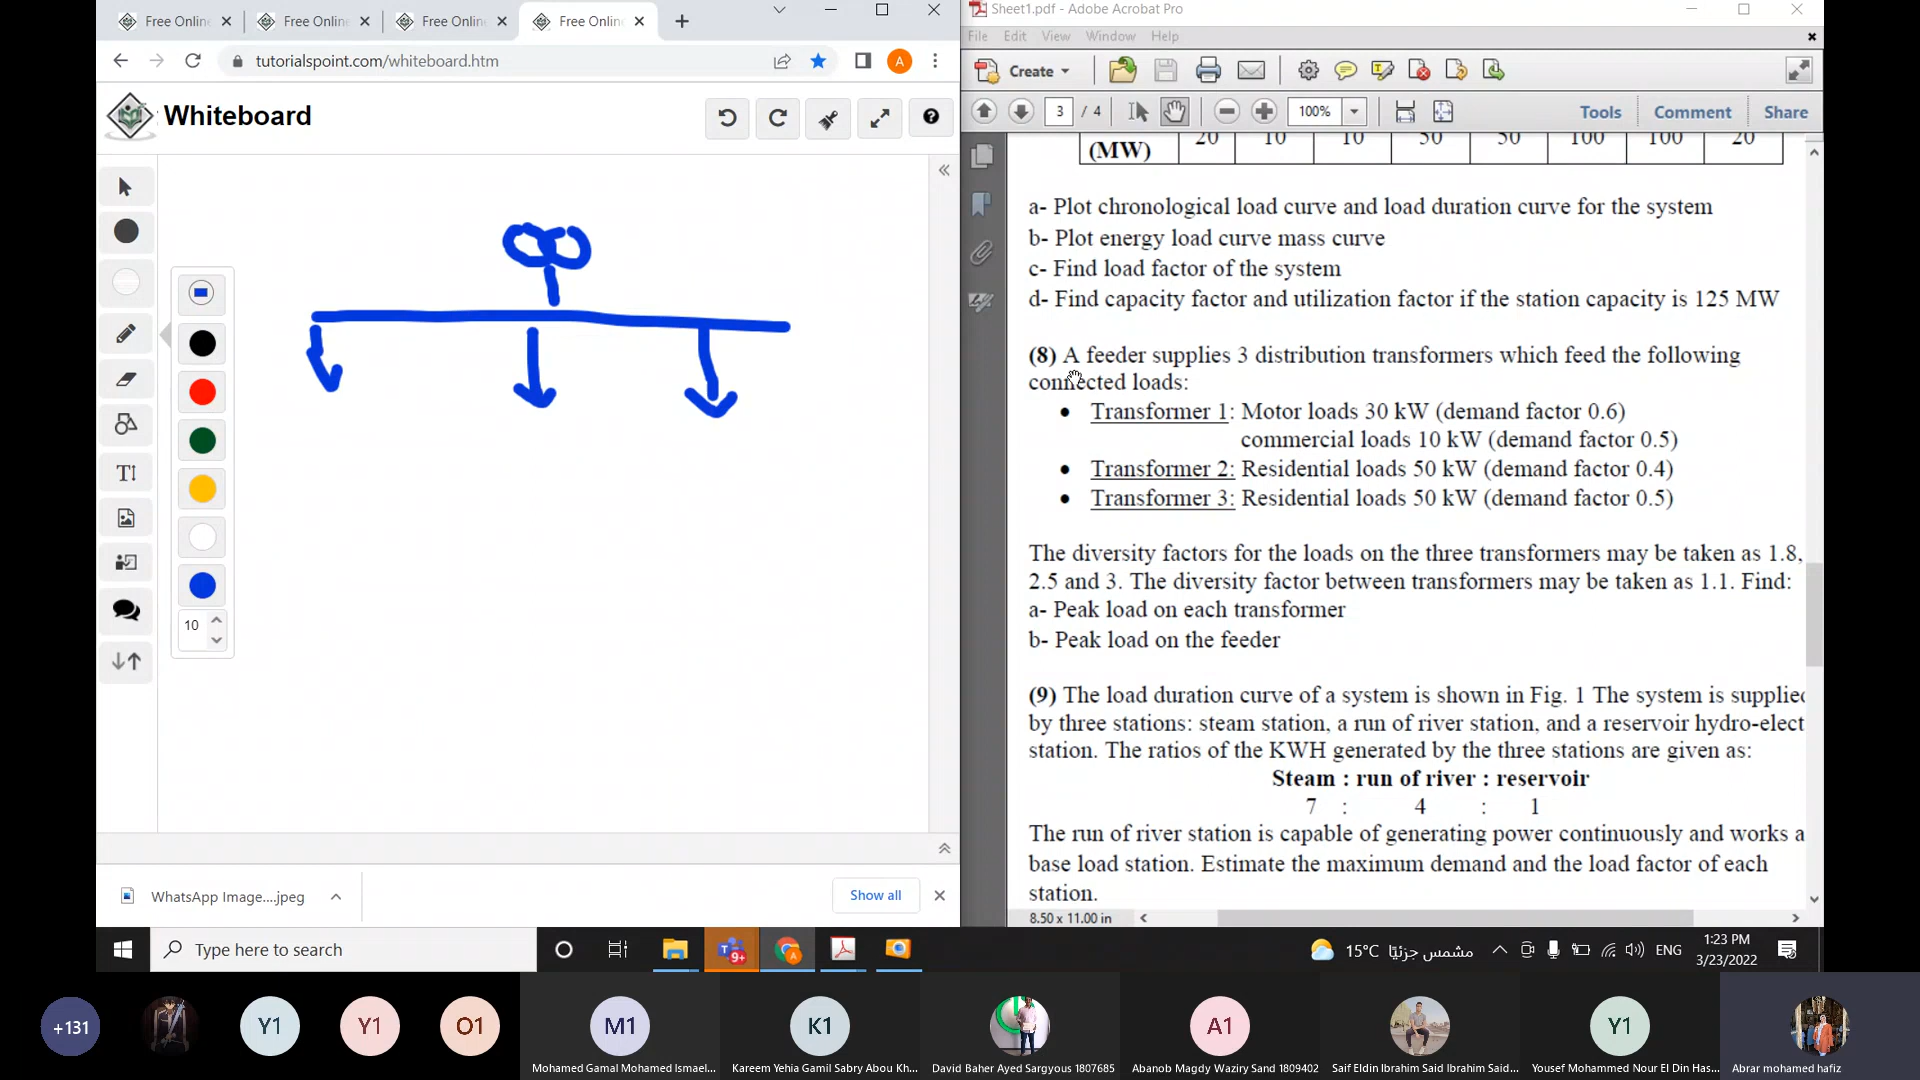 Free Online
Free Online
Free Online
Free Online
tutorialspoint.com/whiteboard.htm
A
Whiteboard
10
WhatsApp Image....jpeg
Show all
Sheet1.pdf - Adobe Acrobat Pro
File Edit View Window Help
Create
3 / 4
100%
Tools Comment Share
(MW) 20 10 10 50 50 100 100 20
a- Plot chronological load curve and load duration curve for the system
b- Plot energy load curve mass curve
c- Find load factor of the system
d- Find capacity factor and utilization factor if the station capacity is 125 MW
(8) A feeder supplies 3 distribution transformers which feed the following
connected loads:
• Transformer 1: Motor loads 30 kW (demand factor 0.6)
commercial loads 10 kW (demand factor 0.5)
• Transformer 2: Residential loads 50 kW (demand factor 0.4)
• Transformer 3: Residential loads 50 kW (demand factor 0.5)
The diversity factors for the loads on the three transformers may be taken as 1.8,
2.5 and 3. The diversity factor between transformers may be taken as 1.1. Find:
a- Peak load on each transformer
b- Peak load on the feeder
(9) The load duration curve of a system is shown in Fig. 1 The system is supplied
by three stations: steam station, a run of river station, and a reservoir hydro-elect
station. The ratios of the KWH generated by the three stations are given as:
Steam : run of river : reservoir
7 : 4 : 1
The run of river station is capable of generating power continuously and works a
base load station. Estimate the maximum demand and the load factor of each
station.
8.50 x 11.00 in
Type here to search
9+
15°C مشمس جزئيًا
ENG
1:23 PM
3/23/2022
+131
Y1
Y1
O1
M1
Mohamed Gamal Mohamed Ismael...
K1
Kareem Yehia Gamil Sabry Abou Kh...
David Baher Ayed Sargyous 1807685
A1
Abanob Magdy Waziry Sand 1809402
Saif Eldin Ibrahim Said Ibrahim Said...
Y1
Yousef Mohammed Nour El Din Has...
Abrar mohamed hafiz